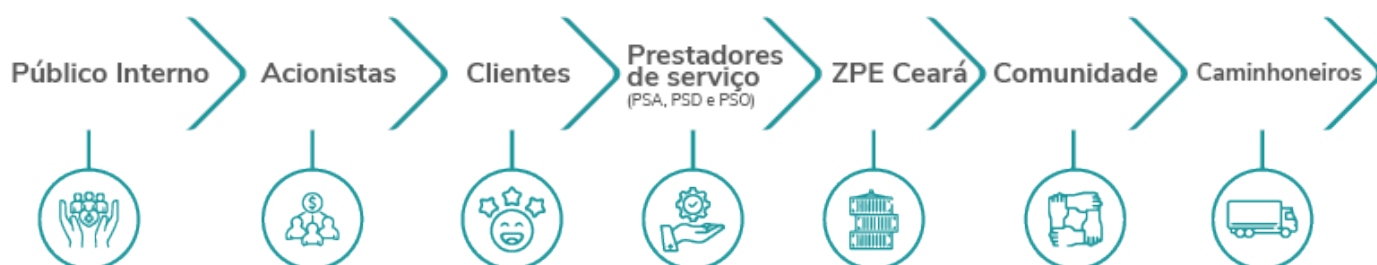 Público Interno
Acionistas
Clientes
Prestadores
de serviço
(PSA, PSD e PSO)
ZPE Ceará
Comunidade
Caminhoneiros
$